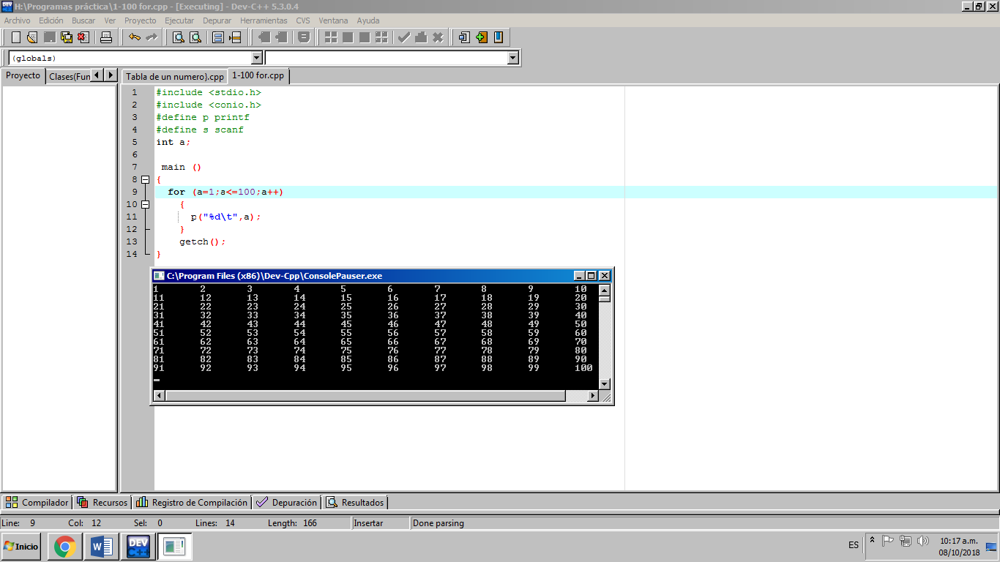 H:\Programas práctica\1-100 for.cpp - [Executing] - Dev-C++ 5.3.0.4
Archivo Edición Buscar Ver Proyecto Ejecutar Depurar Herramientas CVS Ventana Ayuda
(globals)
Proyecto Clases(Fun Tabla de un numero}.cpp 1-100 for.cpp
1 #include <stdio.h>
2 #include <conio.h>
3 #define p printf
4 #define s scanf
5 int a;
6
7 main ()
8 {
9 for (a=1;a<=100;a++)
10 {
11 p("%d\t",a);
12 }
13 getch();
14 }
C:\Program Files (x86)\Dev-Cpp\ConsolePauser.exe
1 2 3 4 5 6 7 8 9 10
11 12 13 14 15 16 17 18 19 20
21 22 23 24 25 26 27 28 29 30
31 32 33 34 35 36 37 38 39 40
41 42 43 44 45 46 47 48 49 50
51 52 53 54 55 56 57 58 59 60
61 62 63 64 65 66 67 68 69 70
71 72 73 74 75 76 77 78 79 80
81 82 83 84 85 86 87 88 89 90
91 92 93 94 95 96 97 98 99 100
Compilador Recursos Registro de Compilación Depuración Resultados
Line: 9 Col: 12 Sel: 0 Lines: 14 Length: 166 Insertar Done parsing
Inicio W DEV C++ ES 10:17 a.m.
08/10/2018